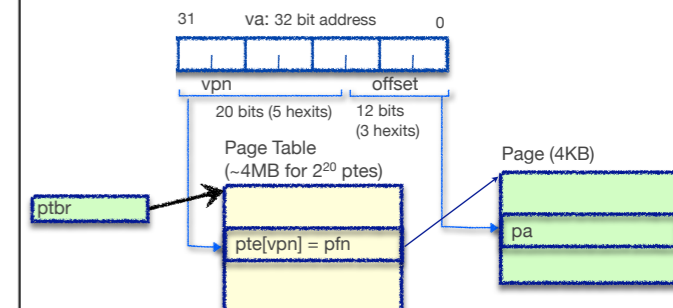 31 va: 32 bit address 0
vpn offset
20 bits (5 hexits) 12 bits
(3 hexits)
Page Table
(~4MB for 2²⁰ ptes)
Page (4KB)
ptbr
pte[vpn] = pfn
pa